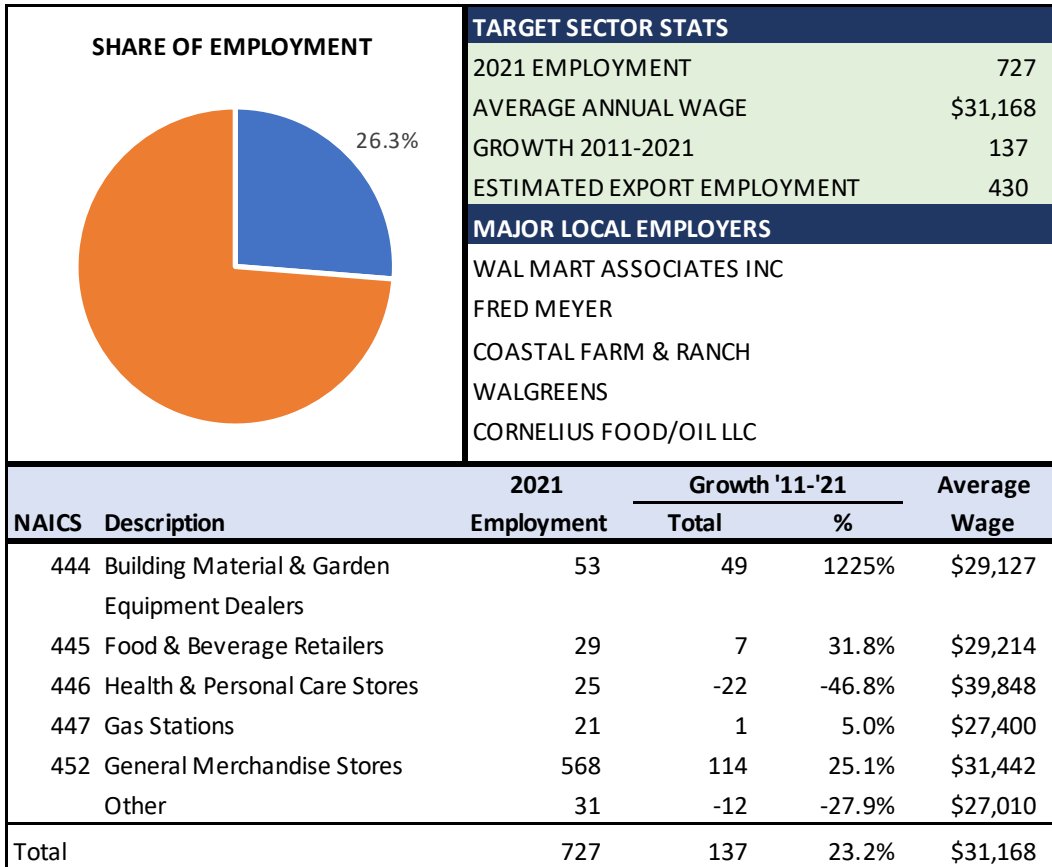 SHARE OF EMPLOYMENT
26.3%
TARGET SECTOR STATS
2021 EMPLOYMENT 727
AVERAGE ANNUAL WAGE $31,168
GROWTH 2011-2021 137
ESTIMATED EXPORT EMPLOYMENT 430
MAJOR LOCAL EMPLOYERS
WAL MART ASSOCIATES INC
FRED MEYER
COASTAL FARM & RANCH
WALGREENS
CORNELIUS FOOD/OIL LLC
2021 Growth '11-'21 Average
NAICS Description Employment Total % Wage
444 Building Material & Garden 53 49 1225% $29,127
Equipment Dealers
445 Food & Beverage Retailers 29 7 31.8% $29,214
446 Health & Personal Care Stores 25 -22 -46.8% $39,848
447 Gas Stations 21 1 5.0% $27,400
452 General Merchandise Stores 568 114 25.1% $31,442
Other 31 -12 -27.9% $27,010
Total 727 137 23.2% $31,168